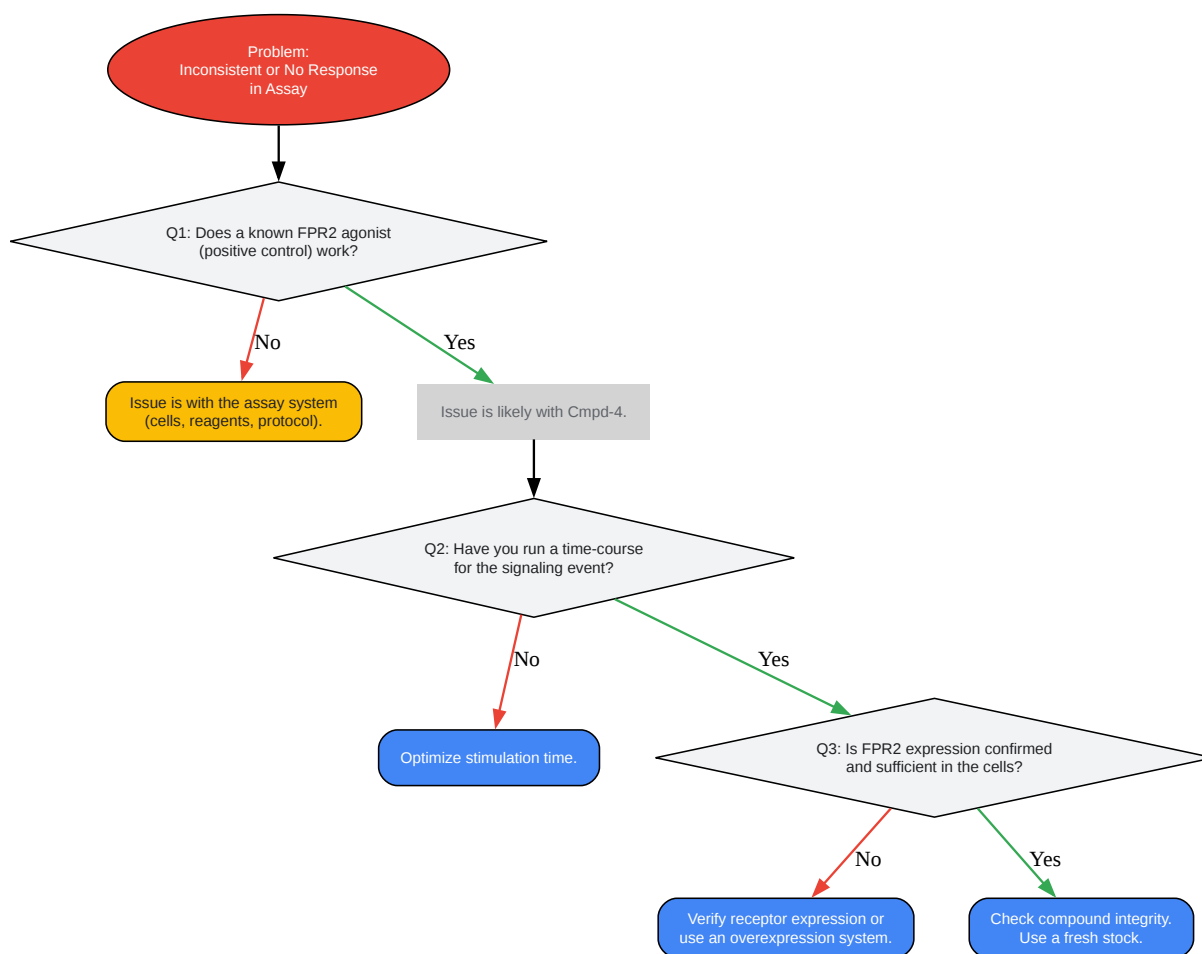 Problem:
Inconsistent or No Response
in Assay
Q1: Does a known FPR2 agonist
(positive control) work?
No
Yes
Issue is with the assay system
(cells, reagents, protocol).
Issue is likely with Cmpd-4.
Q2: Have you run a time-course
for the signaling event?
No
Yes
Optimize stimulation time.
Q3: Is FPR2 expression confirmed
and sufficient in the cells?
No
Yes
Verify receptor expression or
use an overexpression system.
Check compound integrity.
Use a fresh stock.